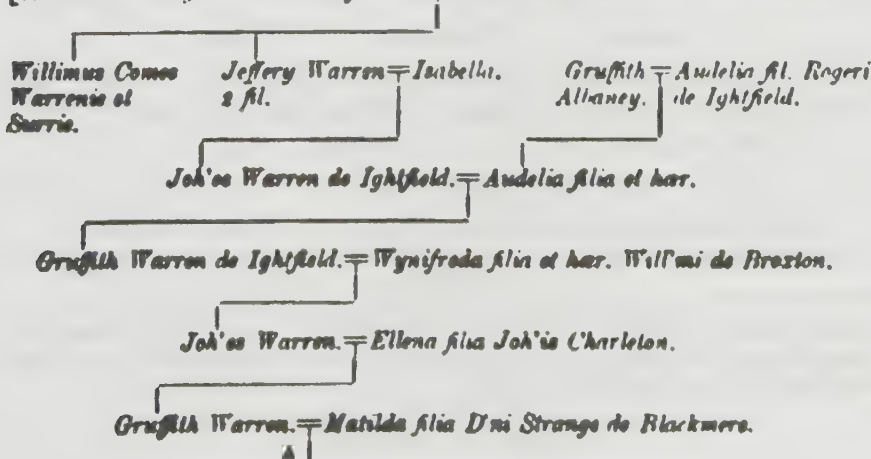 Willimus Comes Jeffery Warren = Isabella. Gruffith = Audelia fil. Rogeri
Warrenie et 2 fil. Albaney. de Ightfield.
Surrie.
Joh'es Warren de Ightfield. = Audelia filia et hær.
Gruffith Warren de Ightfield. = Wynifreda filia et hær. Will'mi de Broxton.
Joh'es Warren. = Ellena filia Joh'is Charleton.
Gruffith Warren. = Matilda filia D'ni Strange de Blackmere.
A